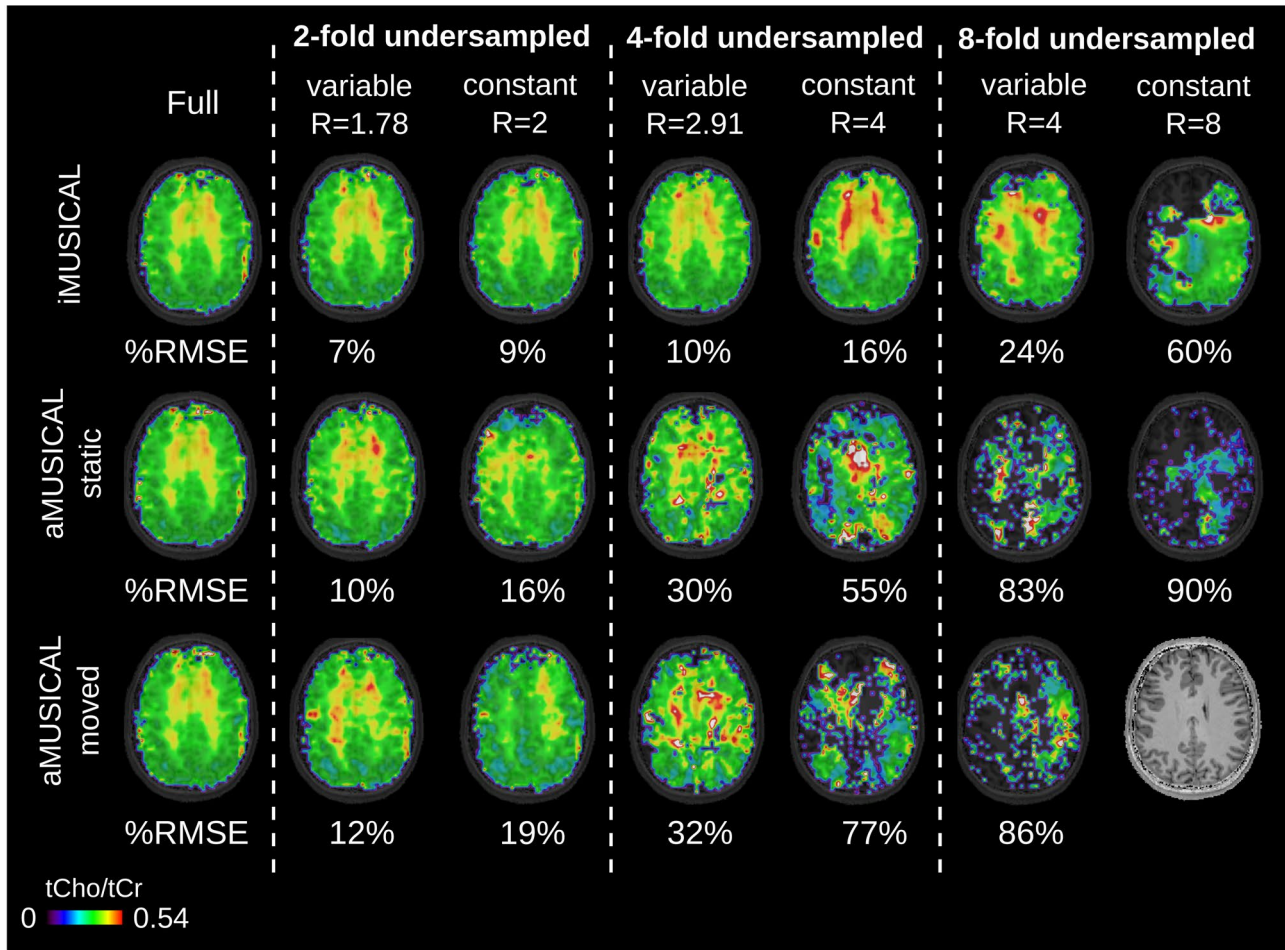 2-fold undersampled 4-fold undersampled 8-fold undersampled
Full variable constant variable constant variable constant
R=1.78 R=2 R=2.91 R=4 R=4 R=8
iMUSICAL
%RMSE 7% 9% 10% 16% 24% 60%
aMUSICAL
static
%RMSE 10% 16% 30% 55% 83% 90%
aMUSICAL
moved
%RMSE 12% 19% 32% 77% 86%
tCho/tCr
0 0.54